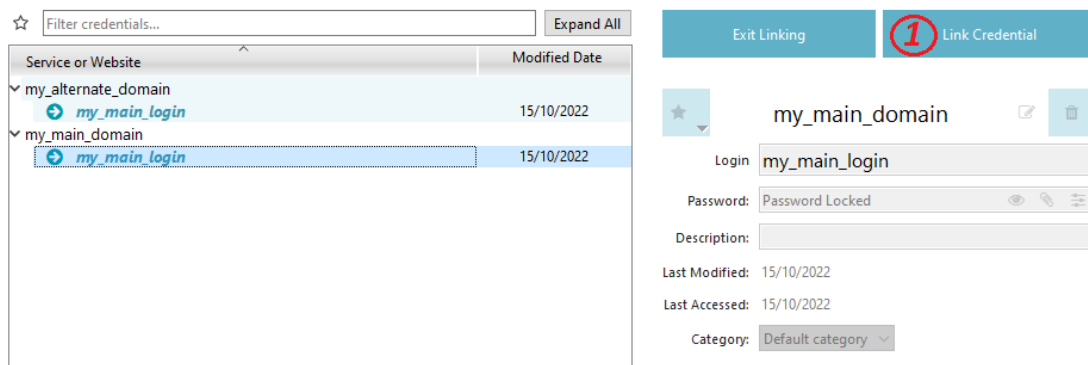 Filter credentials...
Expand All
Service or Website
Modified Date
my_alternate_domain
my_main_login
15/10/2022
my_main_domain
my_main_login
15/10/2022
Exit Linking
1
Link Credential
my_main_domain
Login
my_main_login
Password:
Password Locked
Description:
Last Modified:
15/10/2022
Last Accessed:
15/10/2022
Category:
Default category